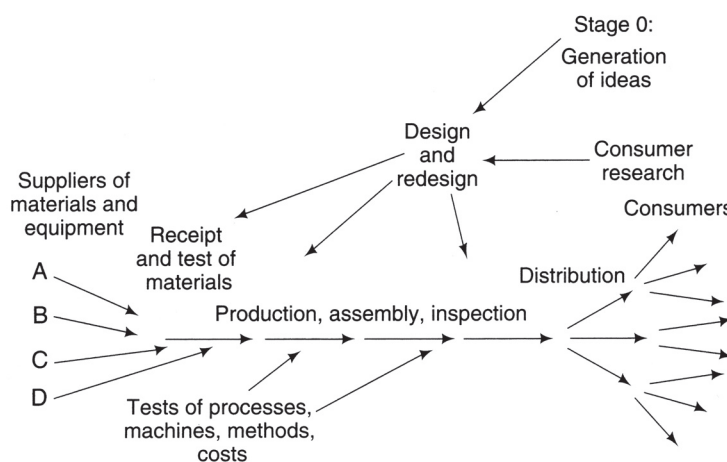 Stage 0:
Generation
of ideas
Design
and
redesign
Consumer
research
Suppliers of
materials and
equipment
Consumers
Receipt
and test of
materials
Distribution
A
B
C
D
Production, assembly, inspection
Tests of processes,
machines, methods,
costs